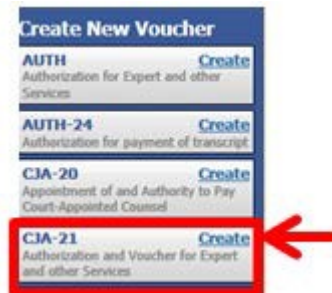 Create New Voucher
AUTH Create
Authorization for Expert and other
Services
AUTH-24 Create
Authorization for payment of transcript
CJA-20 Create
Appointment of and Authority to Pay
Court-Appointed Counsel
CJA-21 Create
Authorization and Voucher for Expert
and other Services